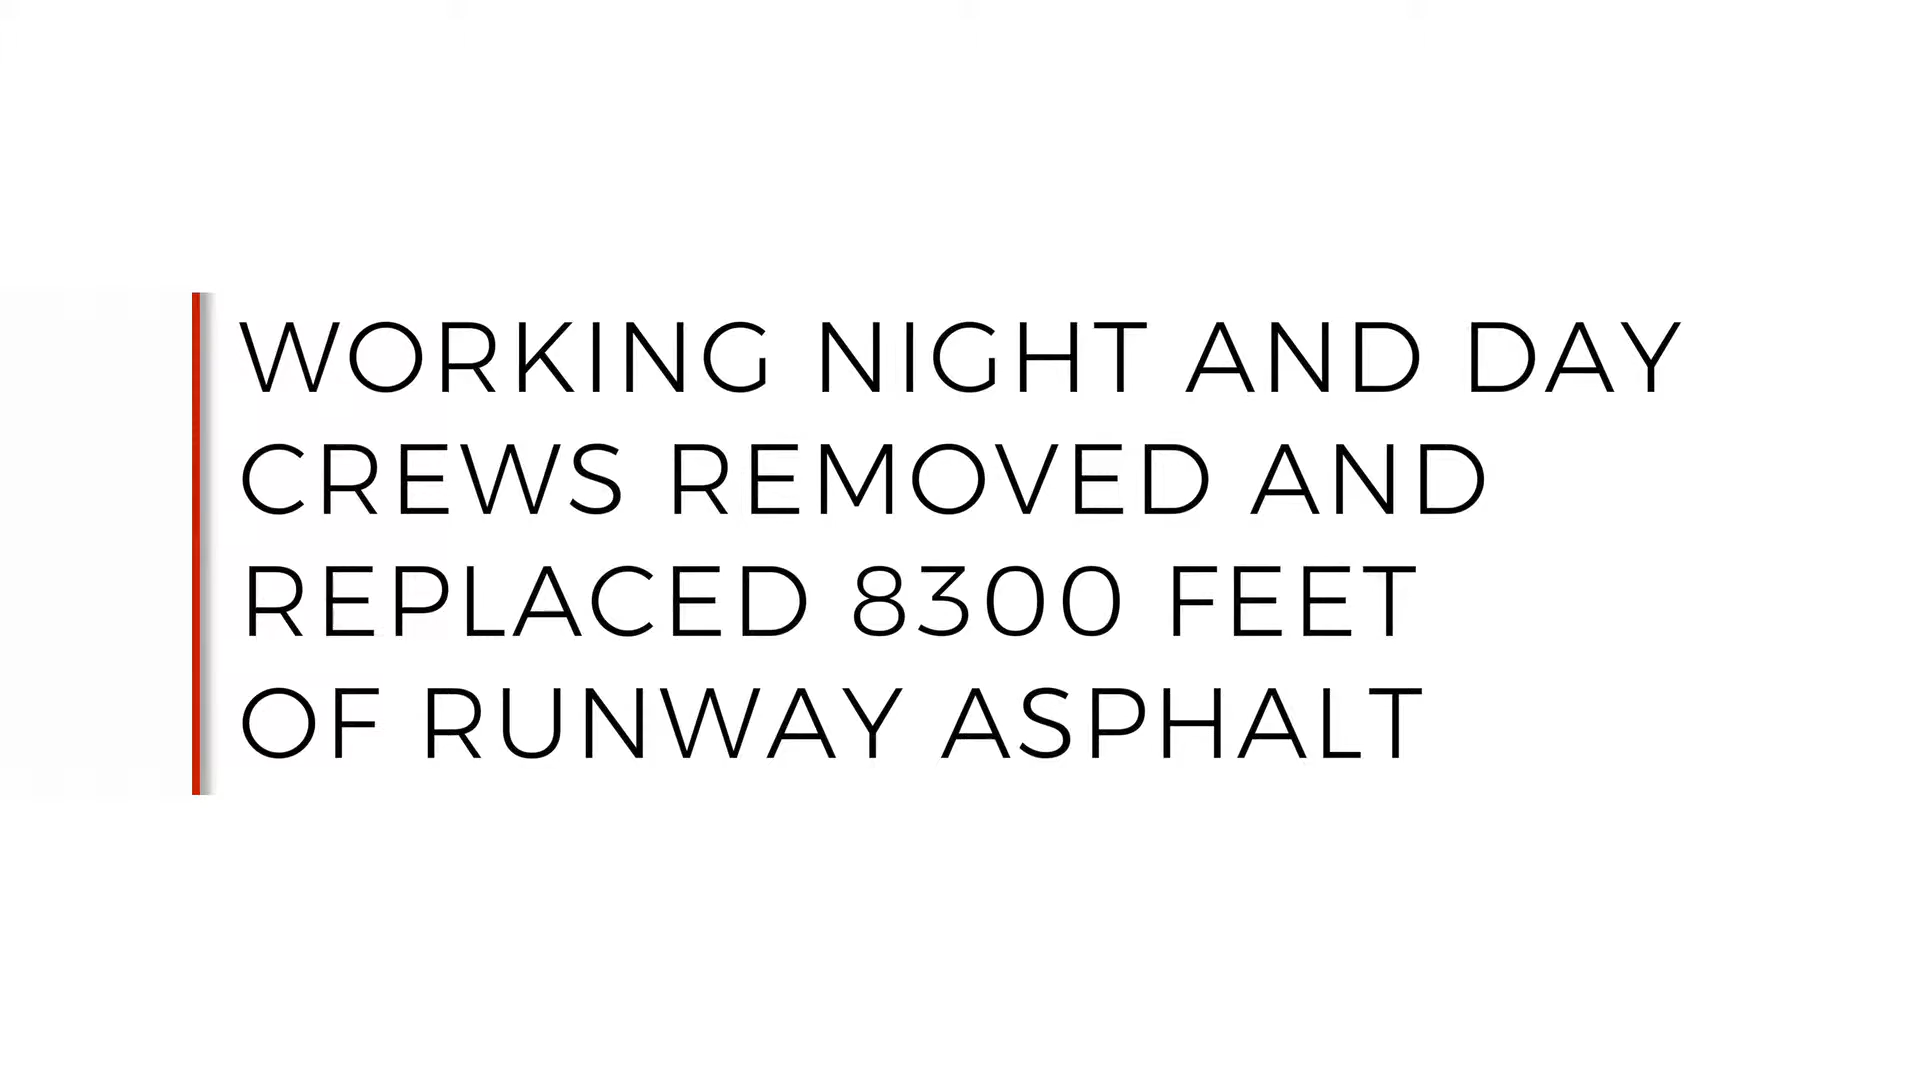 WORKING NIGHT AND DAY
CREWS REMOVED AND
REPLACED 8300 FEET
OF RUNWAY ASPHALT